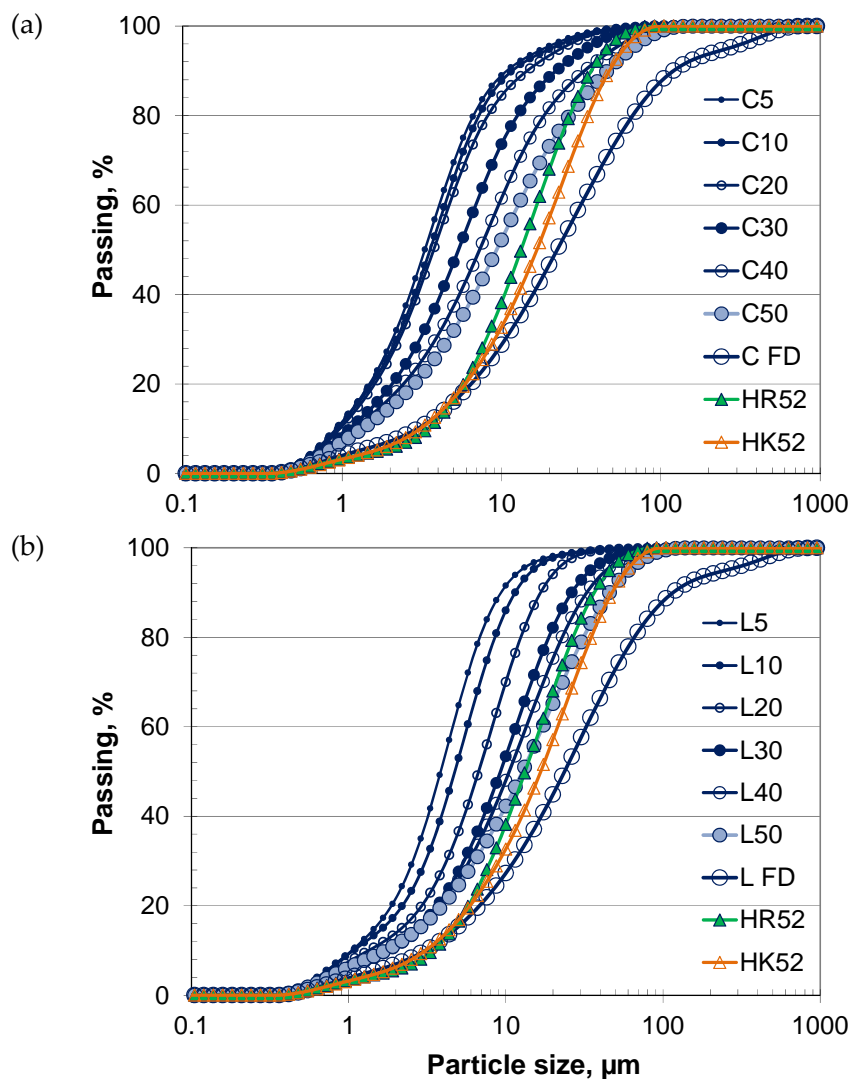 (a)
Passing, %
100
80
60
40
20
0
0.1 1 10 100 1000
C5
C10
C20
C30
C40
C50
C FD
HR52
HK52
(b)
Passing, %
100
80
60
40
20
0
0.1 1 10 100 1000
L5
L10
L20
L30
L40
L50
L FD
HR52
HK52
Particle size, µm